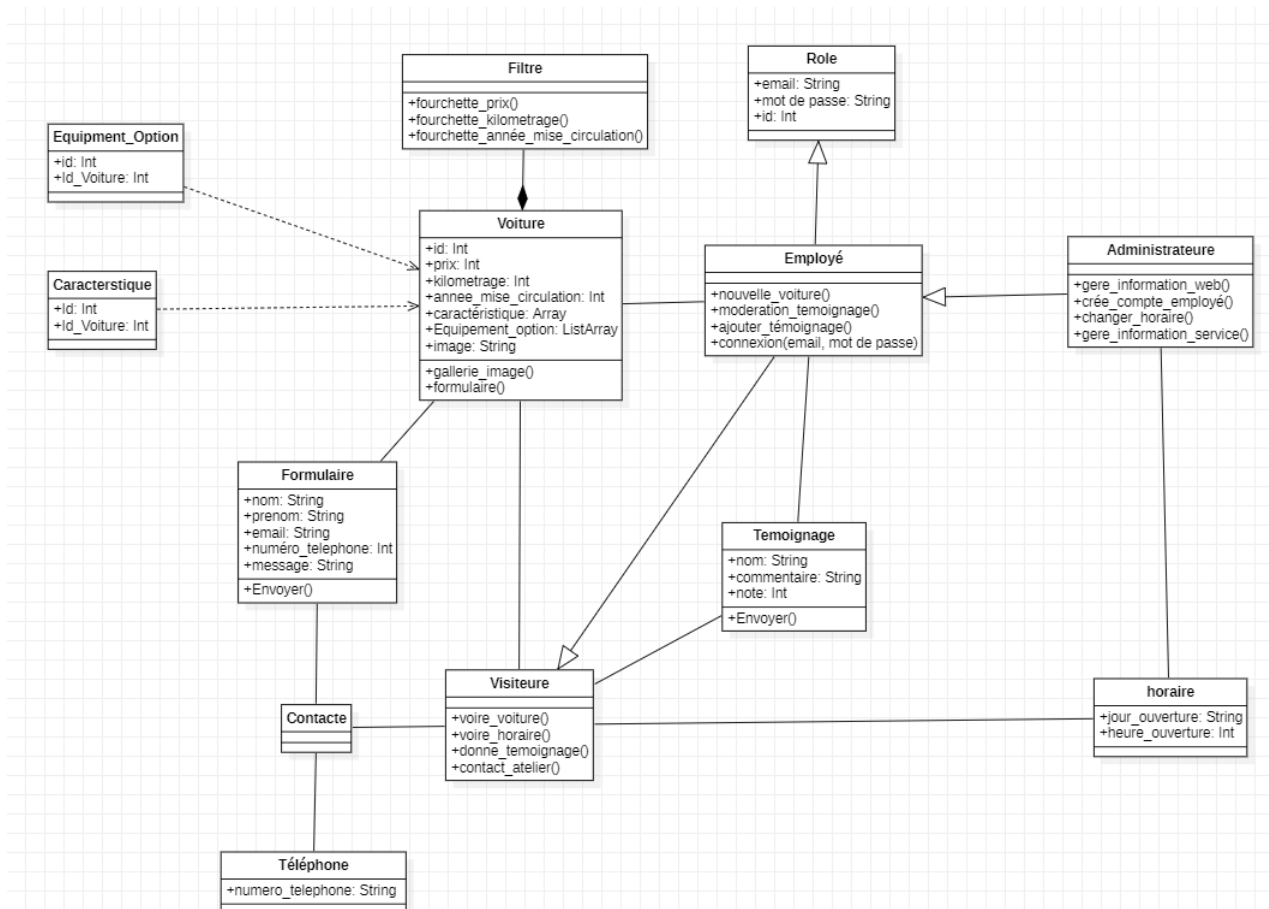 Filtre
+fourchette_prix()
+fourchette_kilometrage()
+fourchette_année_mise_circulation()
Role
+email: String
+mot de passe: String
+id: Int
Equipment_Option
+id: Int
+Id_Voiture: Int
Voiture
+id: Int
+prix: Int
+kilometrage: Int
+annee_mise_circulation: Int
+caractéristique: Array
+Equipement_option: ListArray
+image: String
+gallerie_image()
+formulaire()
Employé
+nouvelle_voiture()
+moderation_temoignage()
+ajouter_témoignage()
+connexion(email, mot de passe)
Administrateure
+gere_information_web()
+crée_compte_employé()
+changer_horaire()
+gere_information_service()
Caracterstique
+Id: Int
+Id_Voiture: Int
Formulaire
+nom: String
+prenom: String
+email: String
+numéro_telephone: Int
+message: String
+Envoyer()
Temoignage
+nom: String
+commentaire: String
+note: Int
+Envoyer()
Visiteure
+voire_voiture()
+voire_horaire()
+donne_temoignage()
+contact_atelier()
horaire
+jour_ouverture: String
+heure_ouverture: Int
Contacte
Téléphone
+numero_telephone: String